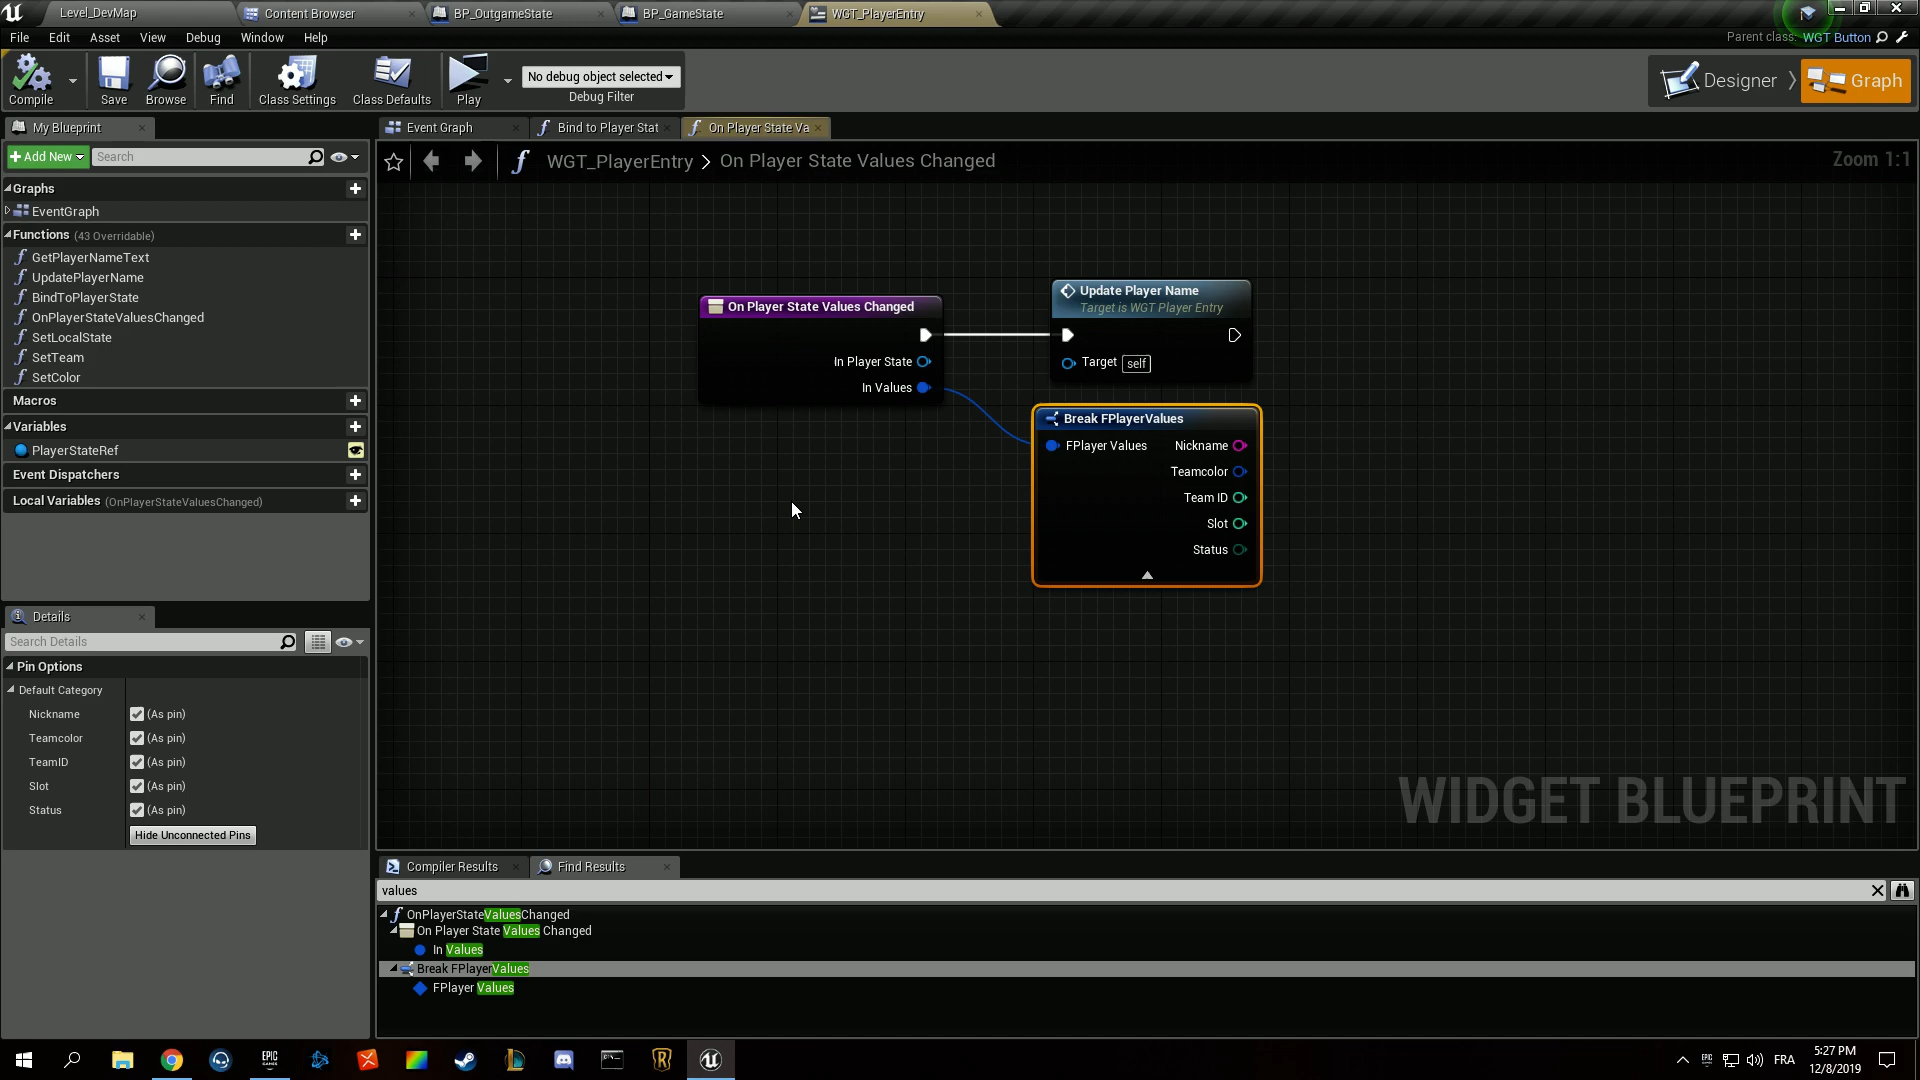 Level_DevMap
Content Browser
BP_OutgameState
BP_GameState
WGT_PlayerEntry
File Edit Asset View Debug Window Help
Parent class: WGT Button
Compile
Save
Browse
Find
Class Settings
Class Defaults
Play
No debug object selected
Debug Filter
Designer
Graph
My Blueprint
Event Graph
Bind to Player Stat
On Player State Va
Add New
Search
WGT_PlayerEntry > On Player State Values Changed
Zoom 1:1
Graphs
EventGraph
Functions (43 Overridable)
GetPlayerNameText
UpdatePlayerName
BindToPlayerState
OnPlayerStateValuesChanged
SetLocalState
SetTeam
SetColor
Macros
Variables
PlayerStateRef
Event Dispatchers
Local Variables (OnPlayerStateValuesChanged)
On Player State Values Changed
In Player State
In Values
Update Player Name
Target is WGT Player Entry
Target self
Break FPlayerValues
FPlayer Values Nickname
Teamcolor
Team ID
Slot
Status
WIDGET BLUEPRINT
Details
Search Details
Pin Options
Default Category
Nickname (As pin)
Teamcolor (As pin)
TeamID (As pin)
Slot (As pin)
Status (As pin)
Hide Unconnected Pins
Compiler Results
Find Results
values
OnPlayerStateValuesChanged
On Player State Values Changed
In Values
Break FPlayerValues
FPlayer Values
EPIC
GAMES
FRA
5:27 PM
12/8/2019